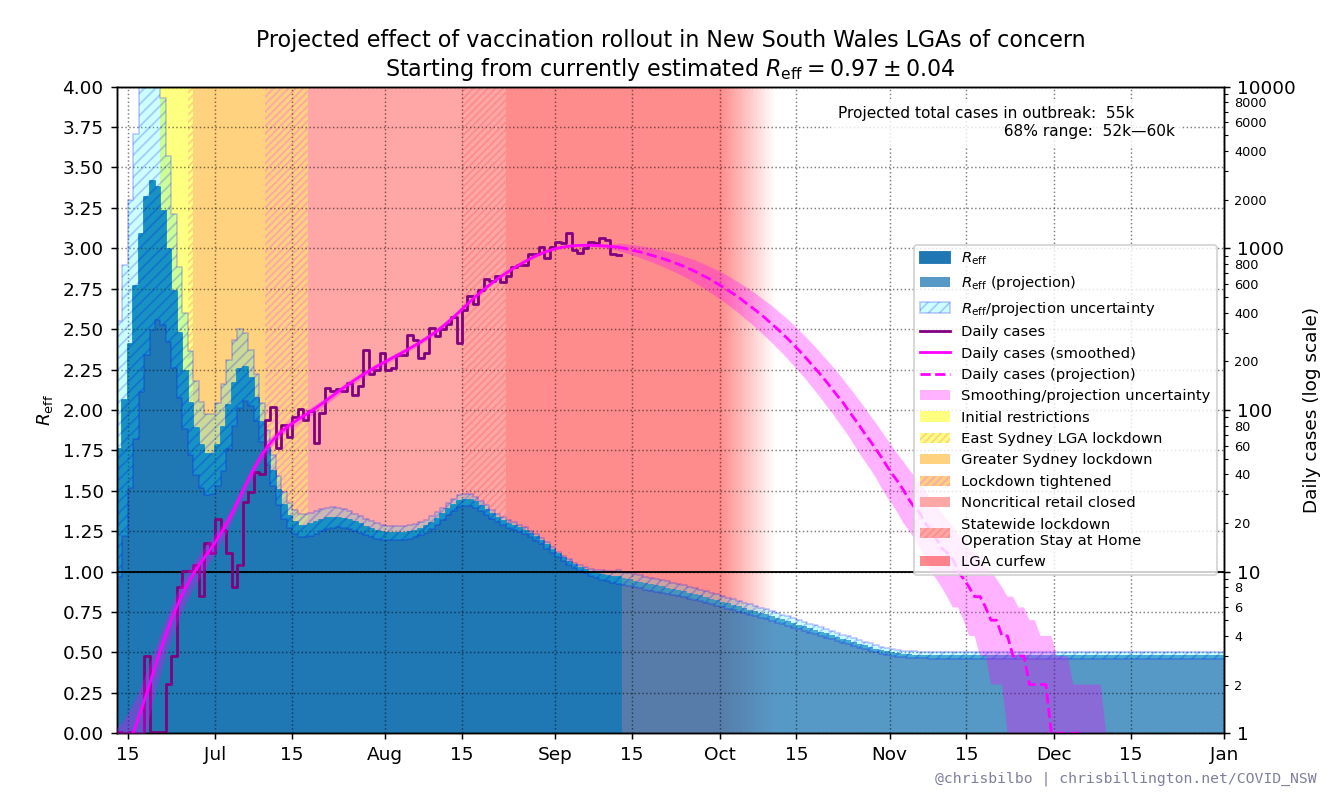 Projected effect of vaccination rollout in New South Wales LGAs of concern
Starting from currently estimated Reff = 0.97 ± 0.04
Projected total cases in outbreak: 55k
68% range: 52k—60k
4.00
3.75
3.50
3.25
3.00
2.75
2.50
2.25
2.00
1.75
1.50
1.25
1.00
0.75
0.50
0.25
0.00
Reff
10000
8000
6000
4000
2000
1000
800
600
400
200
100
80
60
40
20
10
8
6
4
2
1
Daily cases (log scale)
Reff
Reff (projection)
Reff/projection uncertainty
Daily cases
Daily cases (smoothed)
Daily cases (projection)
Smoothing/projection uncertainty
Initial restrictions
East Sydney LGA lockdown
Greater Sydney lockdown
Lockdown tightened
Noncritical retail closed
Statewide lockdown
Operation Stay at Home
LGA curfew
15 Jul 15 Aug 15 Sep 15 Oct 15 Nov 15 Dec 15 Jan
@chrisbilbo | chrisbillington.net/COVID_NSW